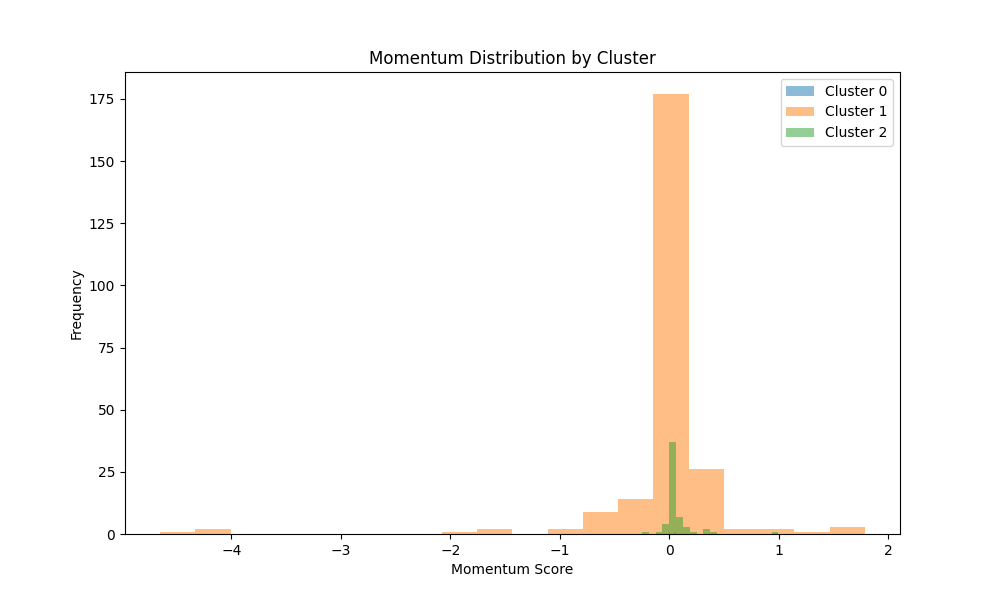 Momentum Distribution by Cluster
Cluster 0
Cluster 1
Cluster 2
175
150
125
100
75
50
25
0
Frequency
−4
−3
−2
−1
0
1
2
Momentum Score